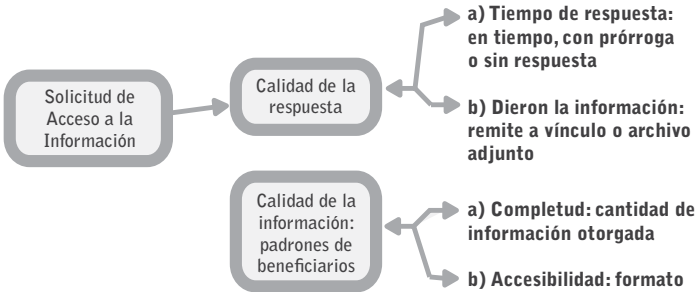 Solicitud de
Acceso a la
Información
Calidad de la
respuesta
a) Tiempo de respuesta:
en tiempo, con prórroga
o sin respuesta
b) Dieron la información:
remite a vínculo o archivo
adjunto
Calidad de la
información:
padrones de
beneficiarios
a) Completud: cantidad de
información otorgada
b) Accesibilidad: formato